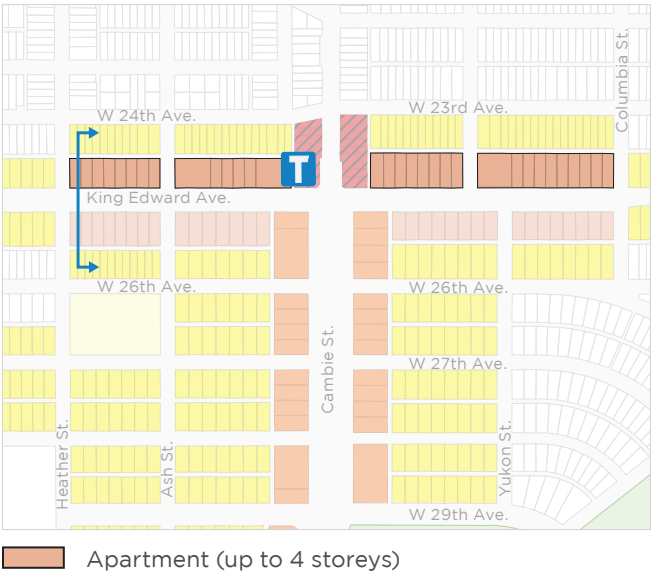 Columbia St.
W 23rd Ave.
W 24th Ave.
T
King Edward Ave.
W 26th Ave.
W 26th Ave.
Cambie St.
W 27th Ave.
Heather St.
Ash St.
Yukon St.
W 29th Ave.
Apartment (up to 4 storeys)